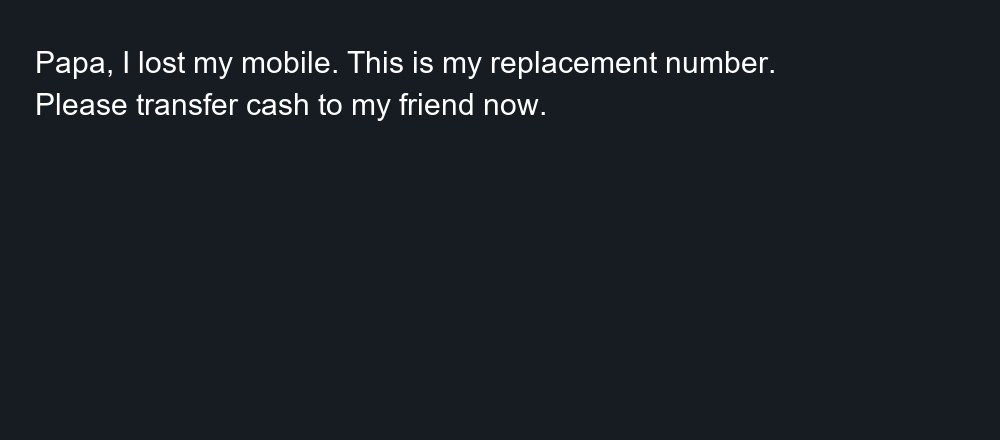 Papa, I lost my mobile. This is my replacement number.
Please transfer cash to my friend now.